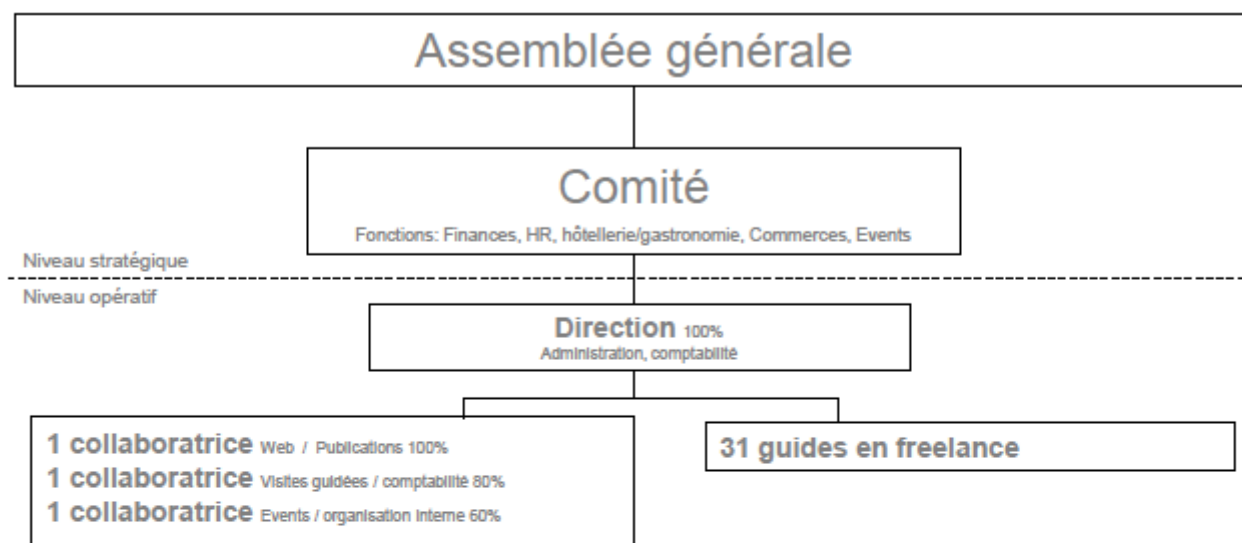 Assemblée générale
Comité
Fonctions: Finances, HR, hôtellerie/gastronomie, Commerces, Events
Niveau stratégique
Niveau opératif
Direction 100%
Administration, comptabilité
1 collaboratrice Web / Publications 100%
1 collaboratrice Visites guidées / comptabilité 80%
1 collaboratrice Events / organisation interne 60%
31 guides en freelance